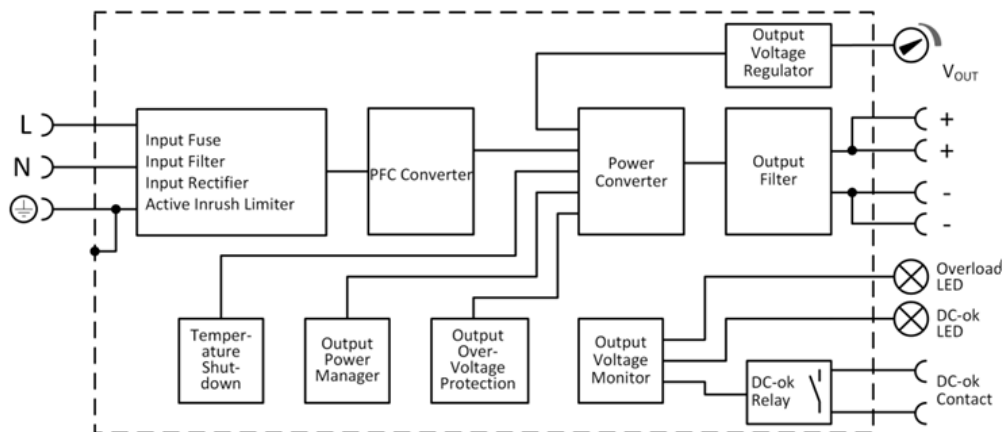 Output
Voltage
Regulator
VOUT
L
N
Input Fuse
Input Filter
Input Rectifier
Active Inrush Limiter
PFC Converter
Power
Converter
Output
Filter
+
+
-
-
Temper-
ature
Shut-
down
Output
Power
Manager
Output
Over-
Voltage
Protection
Output
Voltage
Monitor
DC-ok
Relay
Overload
LED
DC-ok
LED
DC-ok
Contact